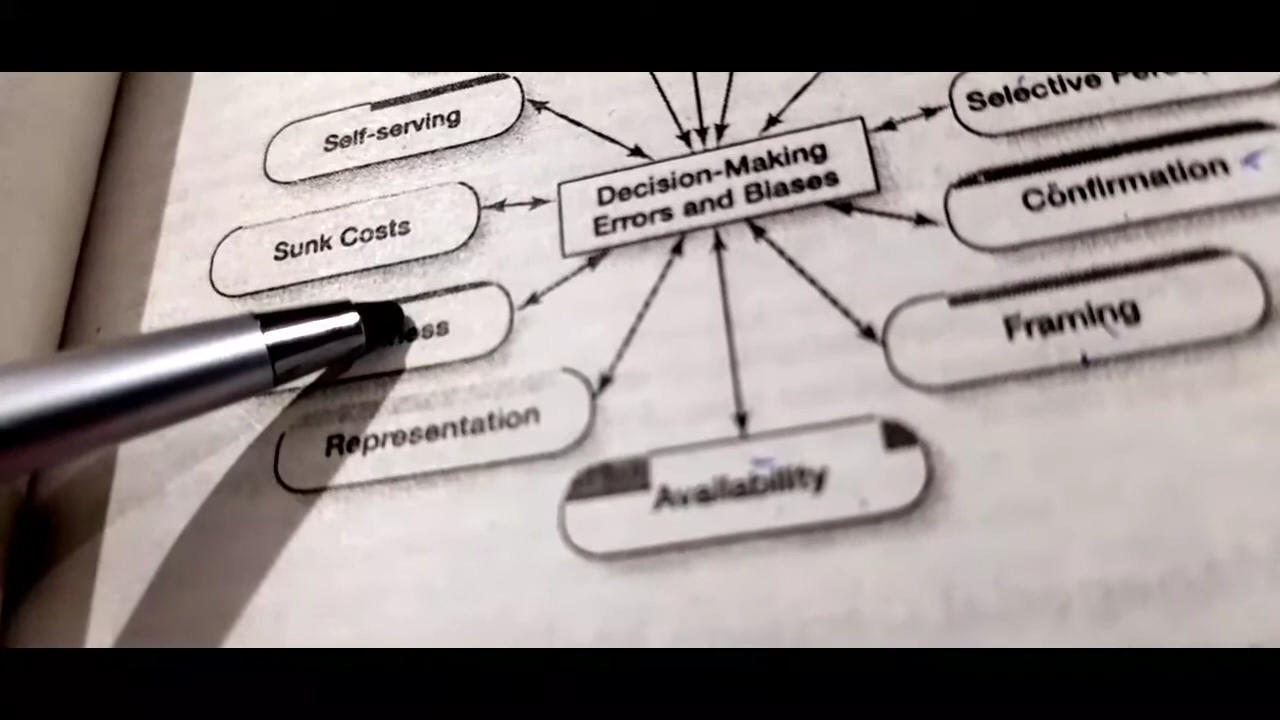 Self-serving
Selective
Decision-Making
Errors and Biases
Confirmation
Sunk Costs
Framing
Representation
Availability